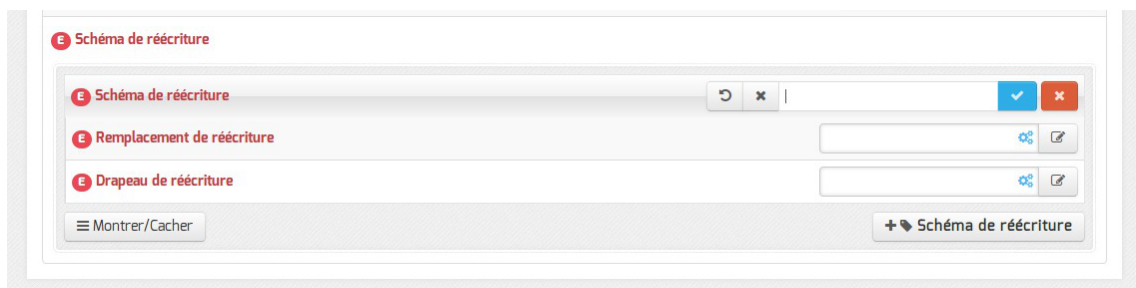 E Schéma de réécriture
E Schéma de réécriture
E Remplacement de réécriture
E Drapeau de réécriture
Montrer/Cacher
Schéma de réécriture